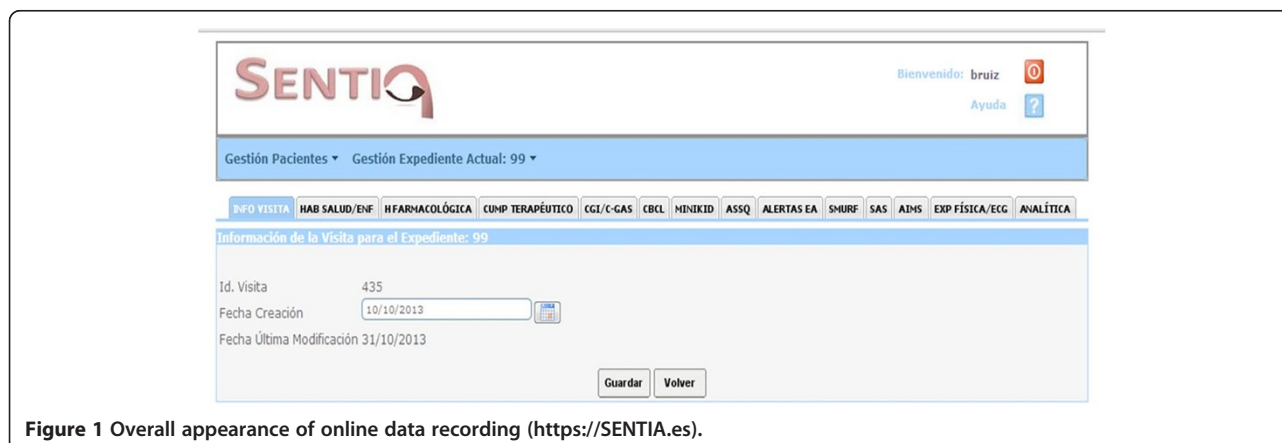 SENTIA
Bienvenido: bruiz
Ayuda ?
Gestión Pacientes Gestión Expediente Actual: 99
INFO VISITA HAB SALUD/ENF H FARMACOLÓGICA CUMP TERAPÉUTICO CGI/C-GAS CBCL MINIKID ASSQ ALERTAS EA SMURF SAS AIMS EXP FÍSICA/ECG ANALÍTICA
Información de la Visita para el Expediente: 99
Id. Visita 435
Fecha Creación 10/10/2013
Fecha Última Modificación 31/10/2013
Guardar Volver
Figure 1 Overall appearance of online data recording (https://SENTIA.es).